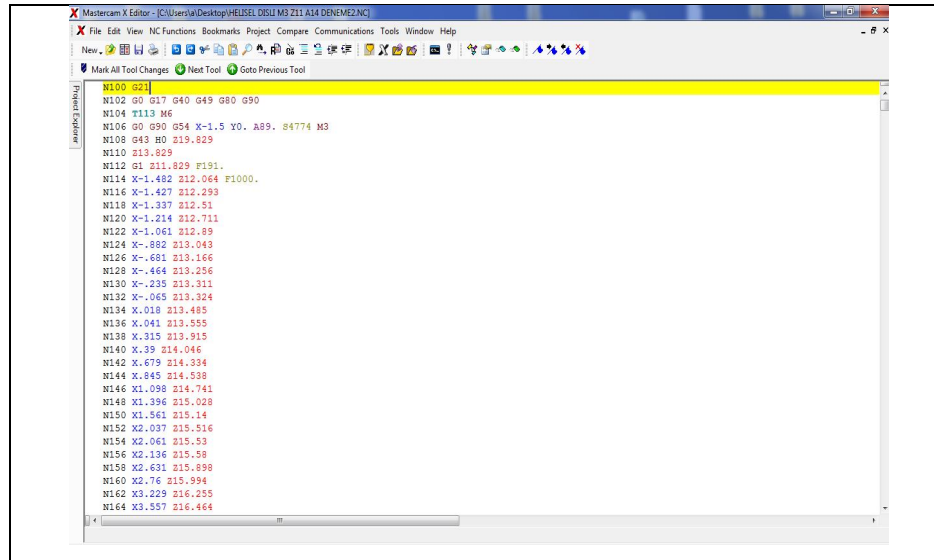 Mastercam X Editor - [C:\Users\a\Desktop\HELISEL DISLI M3 Z11 A14 DENEME2.NC]
File Edit View NC Functions Bookmarks Project Compare Communications Tools Window Help
New
Mark All Tool Changes Next Tool Goto Previous Tool
Project Explorer
N100 G21
N102 G0 G17 G40 G49 G80 G90
N104 T113 M6
N106 G0 G90 G54 X-1.5 Y0. A89. S4774 M3
N108 G43 H0 Z19.829
N110 Z13.829
N112 G1 Z11.829 F191.
N114 X-1.482 Z12.064 F1000.
N116 X-1.427 Z12.293
N118 X-1.337 Z12.51
N120 X-1.214 Z12.711
N122 X-1.061 Z12.89
N124 X-.882 Z13.043
N126 X-.681 Z13.166
N128 X-.464 Z13.256
N130 X-.235 Z13.311
N132 X-.065 Z13.324
N134 X.018 Z13.485
N136 X.041 Z13.555
N138 X.315 Z13.915
N140 X.39 Z14.046
N142 X.679 Z14.334
N144 X.845 Z14.538
N146 X1.098 Z14.741
N148 X1.396 Z15.028
N150 X1.561 Z15.14
N152 X2.037 Z15.516
N154 X2.061 Z15.53
N156 X2.136 Z15.58
N158 X2.631 Z15.898
N160 X2.76 Z15.994
N162 X3.229 Z16.255
N164 X3.557 Z16.464